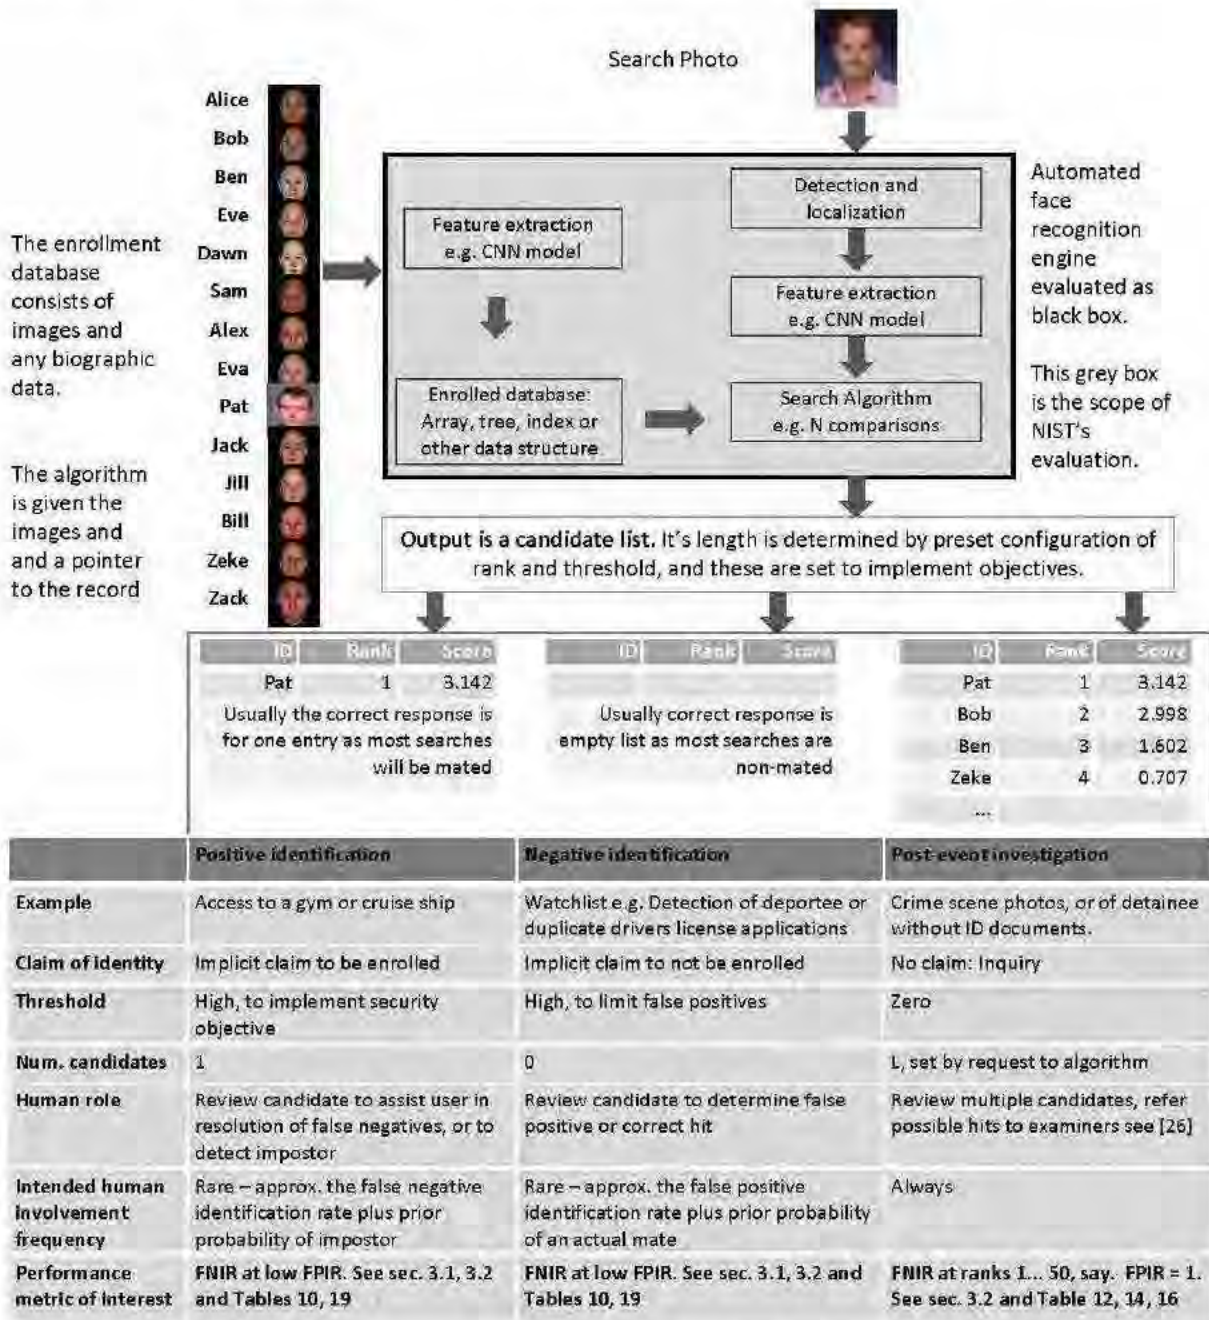 Search Photo
Alice
Bob
Ben
Eve
Dawn
Sam
Alex
Eva
Pat
Jack
Jill
Bill
Zeke
Zack
The enrollment
database
consists of
images and
any biographic
data.
The algorithm
is given the
images and
and a pointer
to the record
Feature extraction
e.g. CNN model
Enrolled database:
Array, tree, index or
other data structure
Detection and
localization
Feature extraction
e.g. CNN model
Search Algorithm
e.g. N comparisons
Automated
face
recognition
engine
evaluated as
black box.
This grey box
is the scope of
NIST's
evaluation.
Output is a candidate list. It's length is determined by preset configuration of
rank and threshold, and these are set to implement objectives.
ID Rank Score
Pat 1 3.142
Usually the correct response is
for one entry as most searches
will be mated
ID Rank Score
Usually correct response is
empty list as most searches are
non-mated
ID Rank Score
Pat 1 3.142
Bob 2 2.998
Ben 3 1.602
Zeke 4 0.707
...
Positive identification Negative identification Post-event investigation
Example Access to a gym or cruise ship Watchlist e.g. Detection of deportee or Crime scene photos, or of detainee
duplicate drivers license applications without ID documents.
Claim of identity Implicit claim to be enrolled Implicit claim to not be enrolled No claim: Inquiry
Threshold High, to implement security High, to limit false positives Zero
objective
Num. candidates 1 0 L, set by request to algorithm
Human role Review candidate to assist user in Review candidate to determine false Review multiple candidates, refer
resolution of false negatives, or to positive or correct hit possible hits to examiners see [26]
detect impostor
Intended human Rare – approx. the false negative Rare – approx. the false positive Always
involvement identification rate plus prior identification rate plus prior probability
frequency probability of impostor of an actual mate
Performance FNIR at low FPIR. See sec. 3.1, 3.2 FNIR at low FPIR. See sec. 3.1, 3.2 and FNIR at ranks 1... 50, say. FPIR = 1.
metric of interest and Tables 10, 19 Tables 10, 19 See sec. 3.2 and Table 12, 14, 16